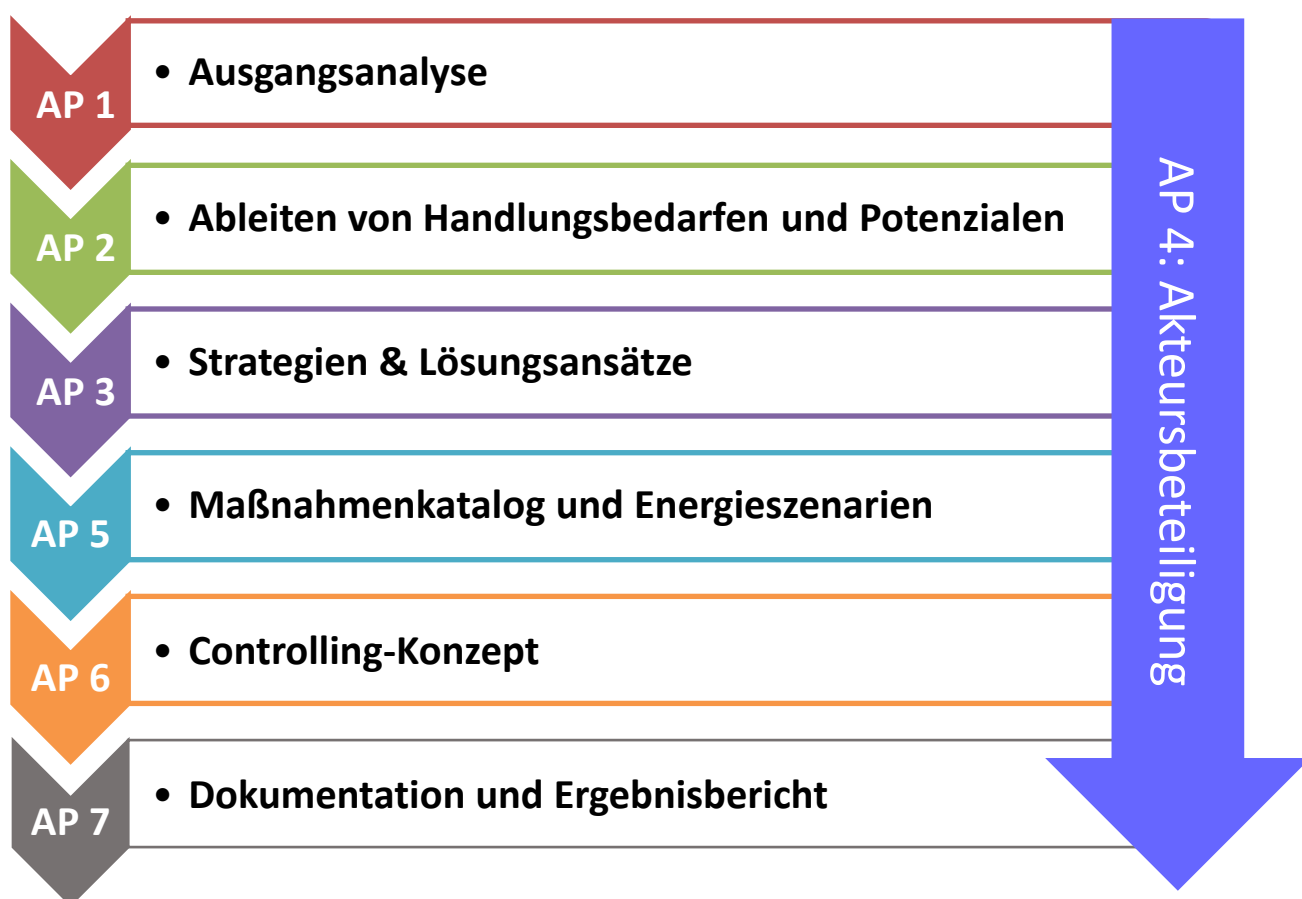 AP 1
• Ausgangsanalyse
AP 2
• Ableiten von Handlungsbedarfen und Potenzialen
AP 3
• Strategien & Lösungsansätze
AP 5
• Maßnahmenkatalog und Energieszenarien
AP 6
• Controlling-Konzept
AP 7
• Dokumentation und Ergebnisbericht
AP 4: Akteursbeteiligung